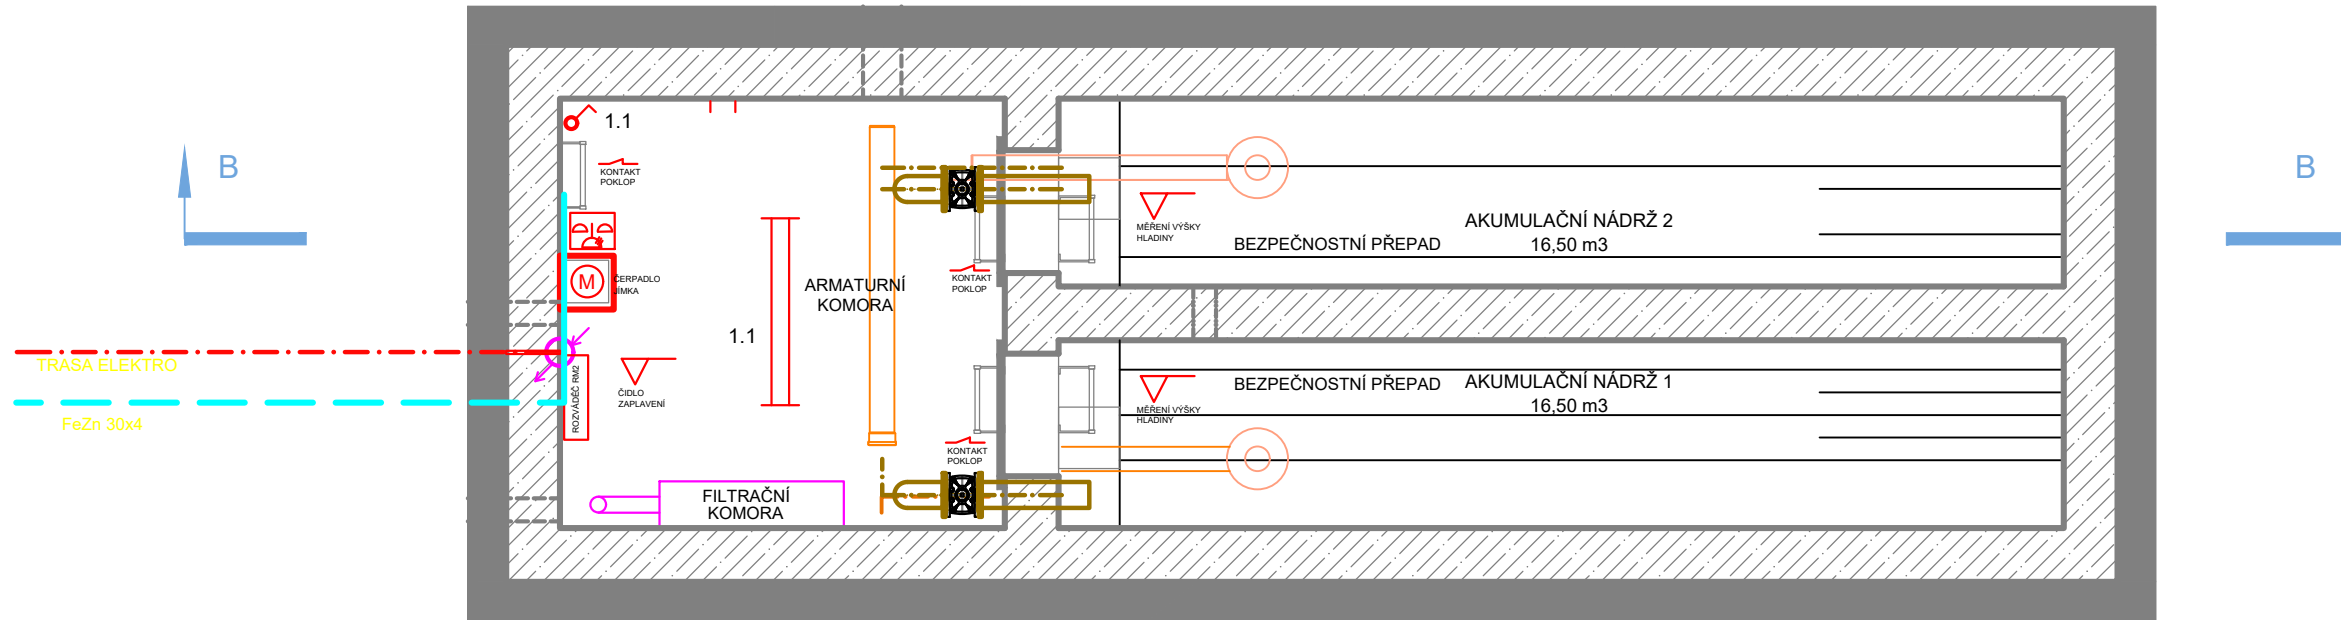 B
B
1.1
KONTAKT
POKLOP
M
ČERPADLO
JÍMKA
ARMATURNÍ
KOMORA
1.1
KONTAKT
POKLOP
MĚŘENÍ VÝŠKY
HLADINY
BEZPEČNOSTNÍ PŘEPAD
AKUMULAČNÍ NÁDRŽ 2
16,50 m3
TRASA ELEKTRO
FeZn 30x4
ROZVÁDĚČ RM2
ČIDLO
ZAPLAVENÍ
KONTAKT
POKLOP
MĚŘENÍ VÝŠKY
HLADINY
BEZPEČNOSTNÍ PŘEPAD
AKUMULAČNÍ NÁDRŽ 1
16,50 m3
FILTRAČNÍ
KOMORA